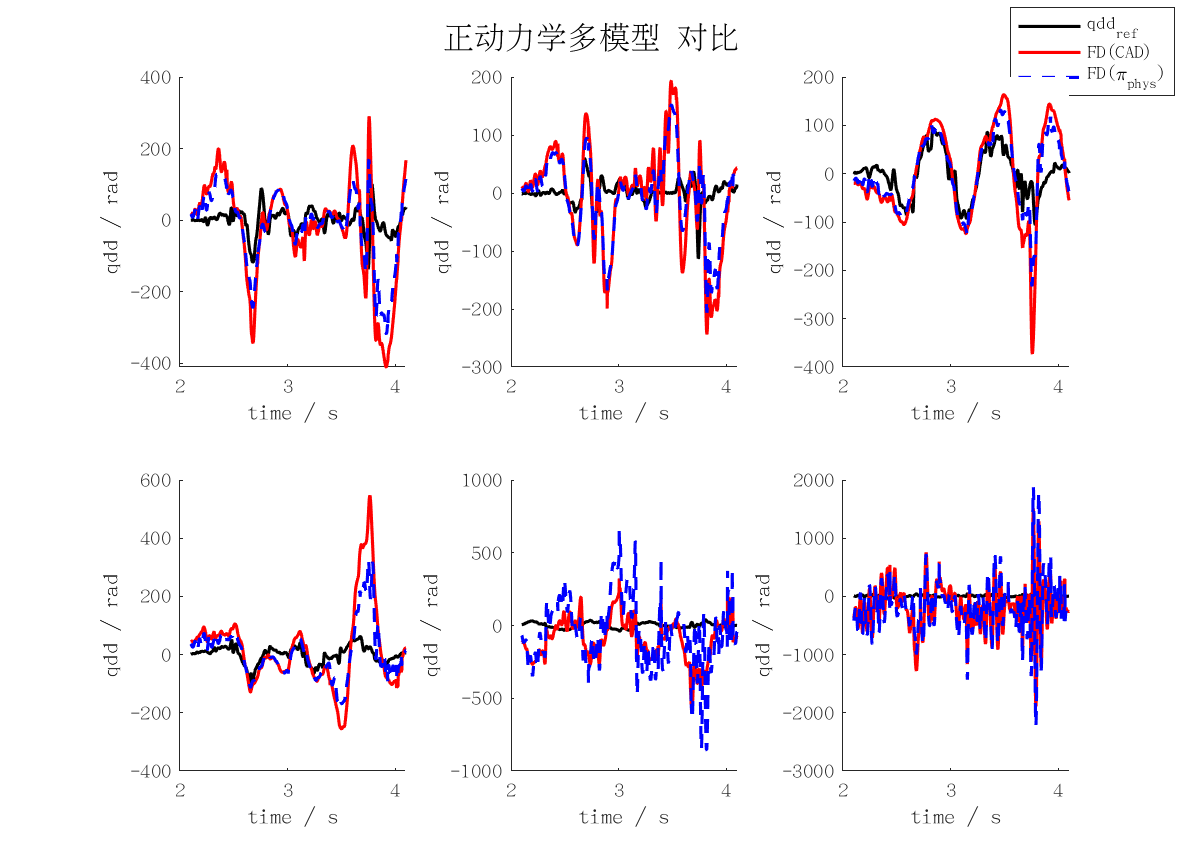 正动力学多模型 对比
qdd_ref
FD(CAD)
FD(π_phys)
400
200
0
-200
-400
qdd / rad
2 3 4
time / s
200
100
0
-100
-200
-300
qdd / rad
2 3 4
time / s
200
100
0
-100
-200
-300
-400
qdd / rad
2 3 4
time / s
600
400
200
0
-200
-400
qdd / rad
2 3 4
time / s
1000
500
0
-500
-1000
qdd / rad
2 3 4
time / s
2000
1000
0
-1000
-2000
-3000
qdd / rad
2 3 4
time / s